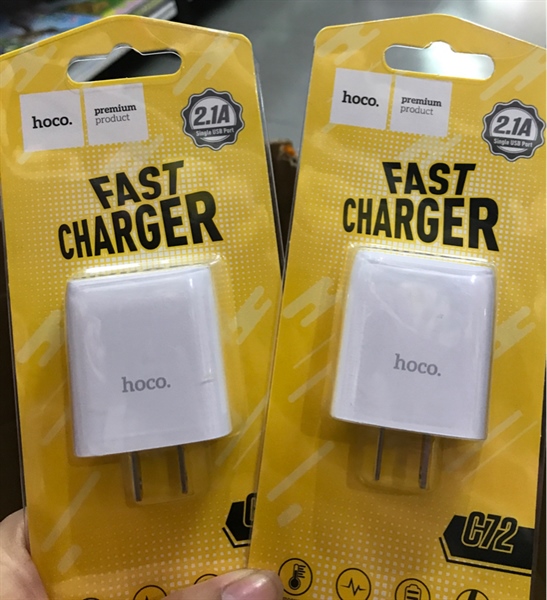 hoco.
premium
product
2.1A
Single USB Port
FAST
CHARGER
hoco.
hoco.
premium
product
2.1A
Single USB Port
FAST
CHARGER
hoco.
C72